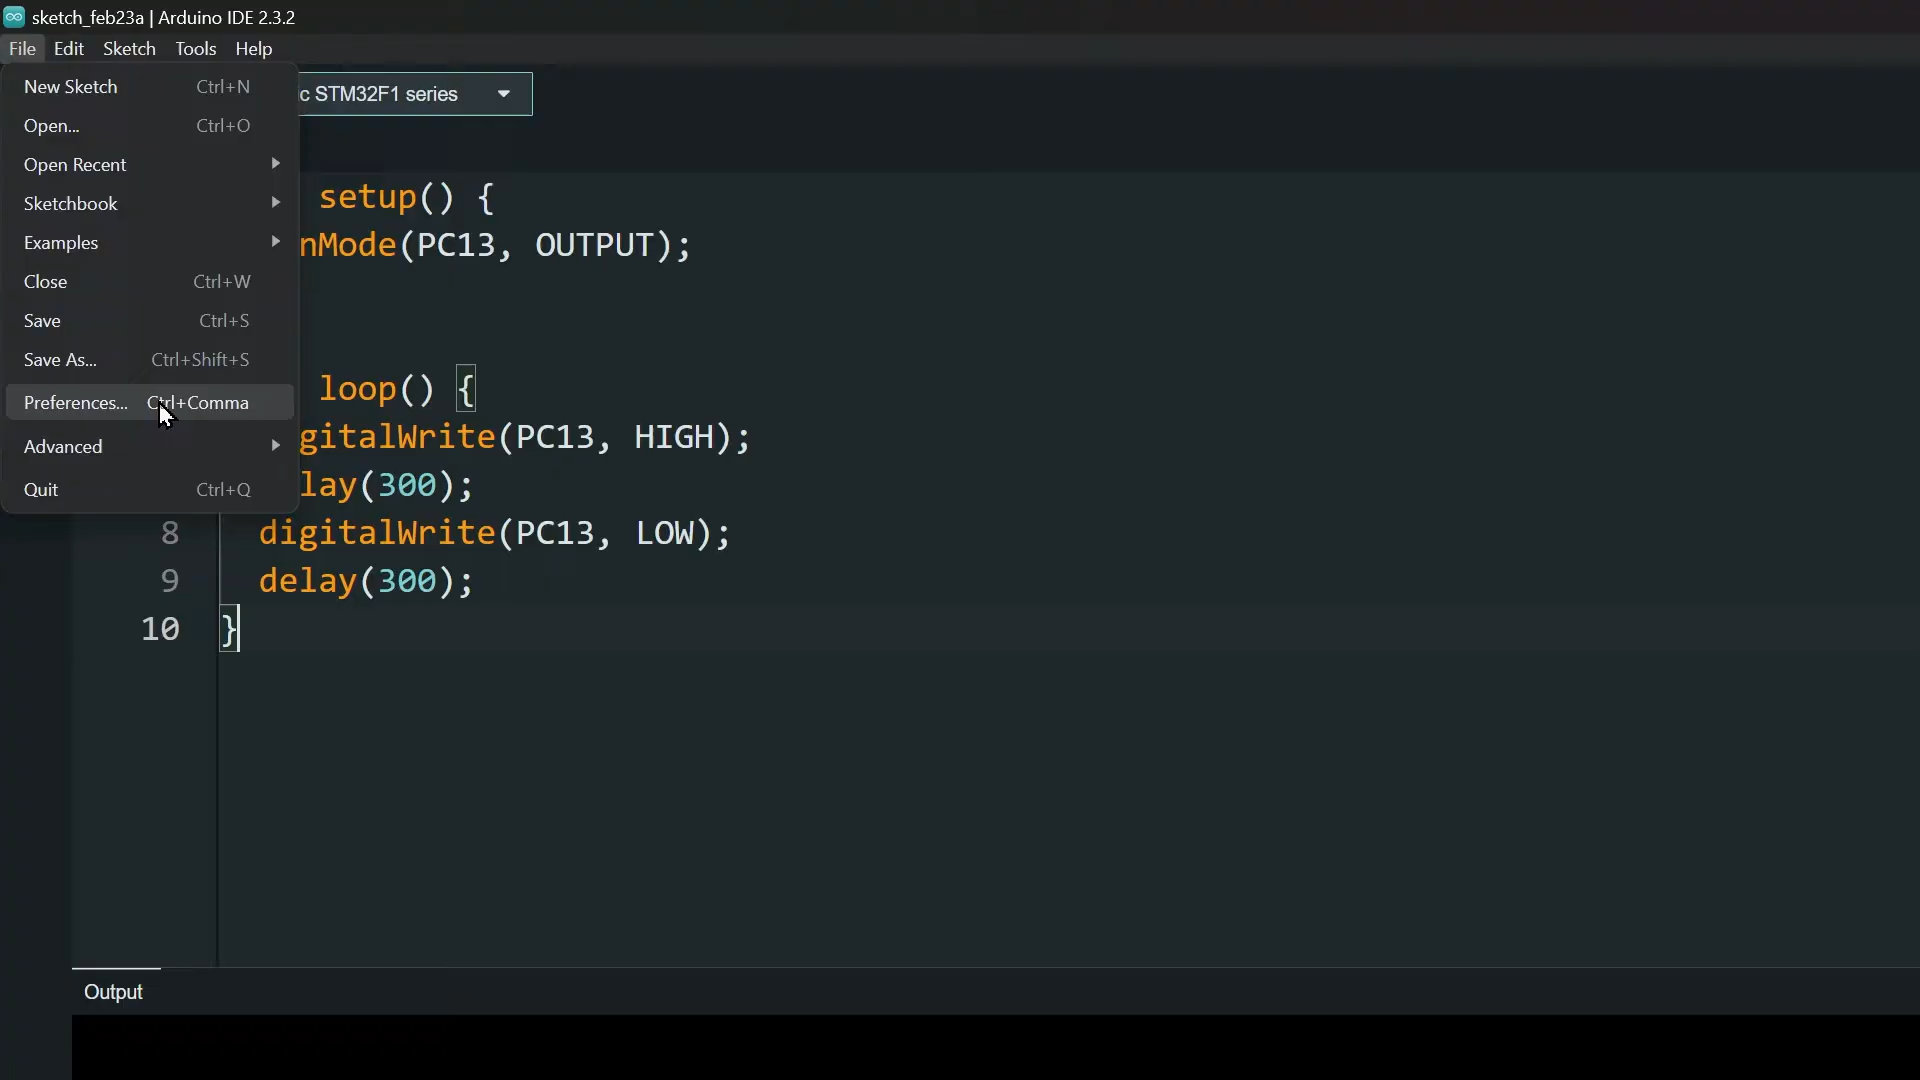 sketch_feb23a | Arduino IDE 2.3.2
File Edit Sketch Tools Help
New Sketch Ctrl+N
Open... Ctrl+O
Open Recent
Sketchbook
Examples
Close Ctrl+W
Save Ctrl+S
Save As... Ctrl+Shift+S
Preferences... Ctrl+Comma
Advanced
Quit Ctrl+Q
c STM32F1 series
setup() {
nMode(PC13, OUTPUT);
loop() {
gitalWrite(PC13, HIGH);
lay(300);
8 digitalWrite(PC13, LOW);
9 delay(300);
10 }
Output